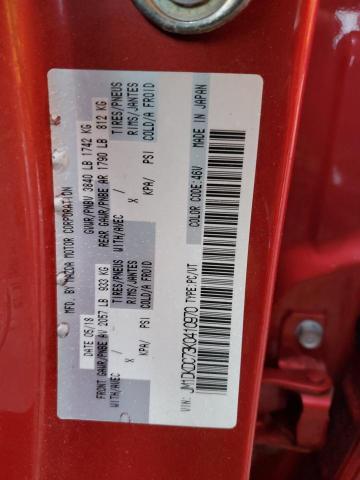 MFG. BY MAZDA MOTOR CORPORATION
DATE 05/18 GVWR/PNBV 3840 LB 1742 KG
FRONT GAWR/PNBE AV 2057 LB 933 KG REAR GAWR/PNBE AR 1790 LB 812 KG
WITH/AVEC TIRES/PNEUS WITH/AVEC TIRES/PNEUS
/ RIMS/JANTES / RIMS/JANTES
X COLD/A FROID X COLD/A FROID
KPA/ PSI KPA/ PSI
VIN: TYPE:PC/VT COLOR CODE:46V MADE IN JAPAN